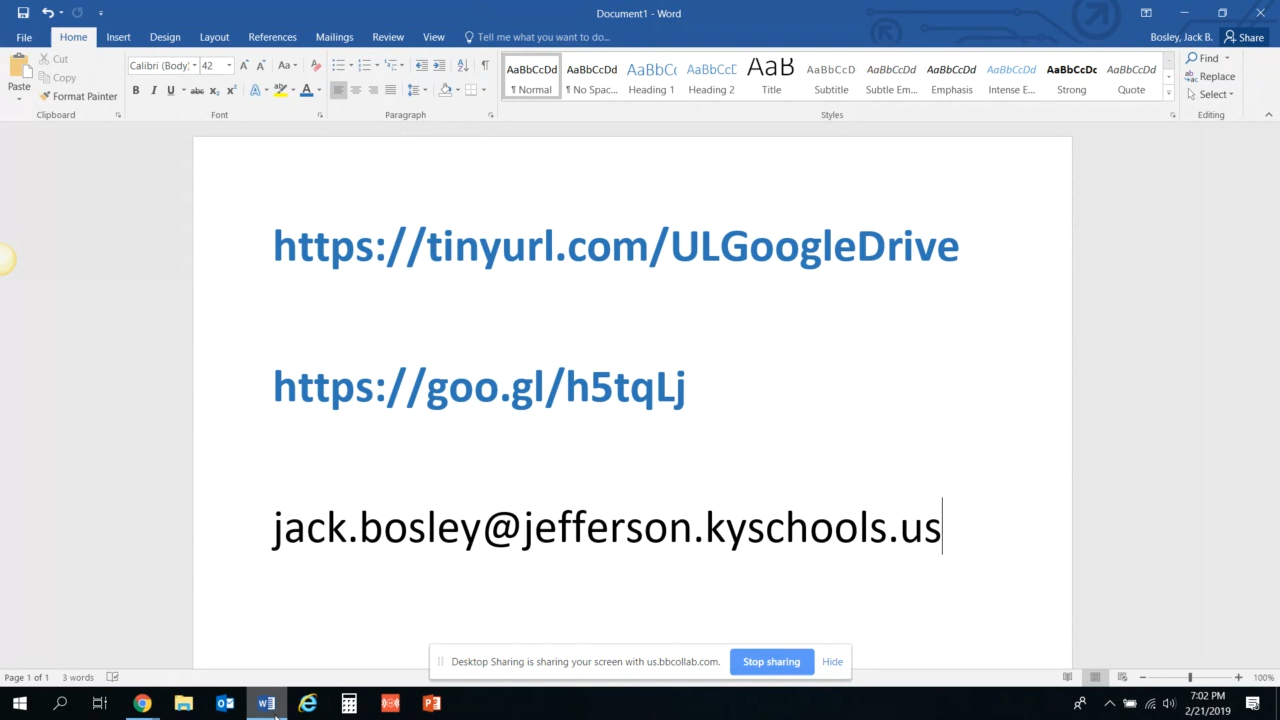 Document1 - Word
File Home Insert Design Layout References Mailings Review View Tell me what you want to do... Bosley, Jack B. Share
Paste
Cut
Copy
Format Painter
Clipboard
Calibri (Body) 42
Aa
B I U abc X₂ X²
Font
Paragraph
AaBbCcDd AaBbCcDd AaBbCc AaBbCcD AaB AaBbCcD AaBbCcDd AaBbCcDd AaBbCcDd AaBbCcDc AaBbCcDd
¶ Normal ¶ No Spac... Heading 1 Heading 2 Title Subtitle Subtle Em... Emphasis Intense E... Strong Quote
Styles
Find
Replace
Select
Editing
https://tinyurl.com/ULGoogleDrive
https://goo.gl/h5tqLj
jack.bosley@jefferson.kyschools.us
Desktop Sharing is sharing your screen with us.bbcollab.com. Stop sharing Hide
Page 1 of 1 3 words 100%
7:02 PM
2/21/2019